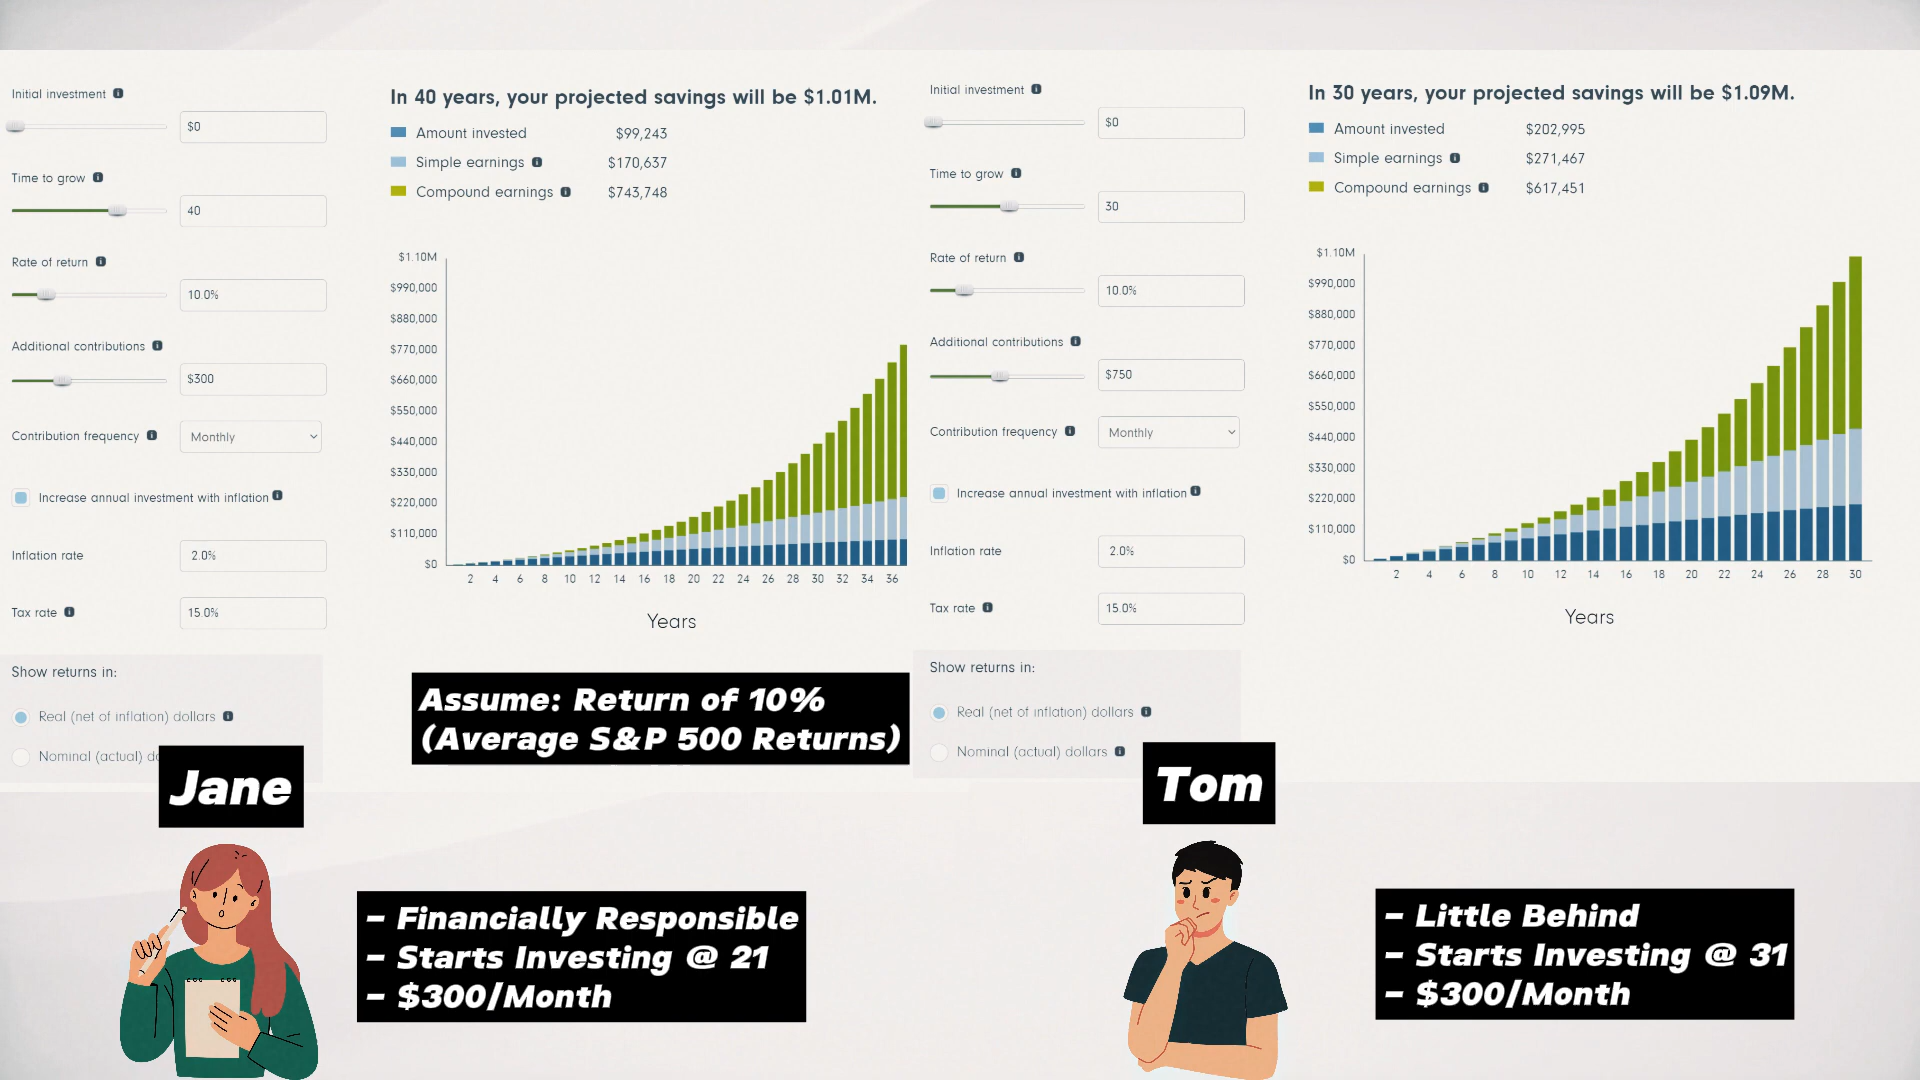 Initial investment
$0
Time to grow
40
Rate of return
10.0%
Additional contributions
$300
Contribution frequency
Monthly
Increase annual investment with inflation
Inflation rate
2.0%
Tax rate
15.0%
Show returns in:
Real (net of inflation) dollars
Nominal (actual) do
In 40 years, your projected savings will be $1.01M.
Amount invested $99,243
Simple earnings $170,637
Compound earnings $743,748
$1.10M
$990,000
$880,000
$770,000
$660,000
$550,000
$440,000
$330,000
$220,000
$110,000
$0
2 4 6 8 10 12 14 16 18 20 22 24 26 28 30 32 34 36
Years
Assume: Return of 10%
(Average S&P 500 Returns)
Initial investment
$0
Time to grow
30
Rate of return
10.0%
Additional contributions
$750
Contribution frequency
Monthly
Increase annual investment with inflation
Inflation rate
2.0%
Tax rate
15.0%
Show returns in:
Real (net of inflation) dollars
Nominal (actual) dollars
In 30 years, your projected savings will be $1.09M.
Amount invested $202,995
Simple earnings $271,467
Compound earnings $617,451
$1.10M
$990,000
$880,000
$770,000
$660,000
$550,000
$440,000
$330,000
$220,000
$110,000
$0
2 4 6 8 10 12 14 16 18 20 22 24 26 28 30
Years
Jane
- Financially Responsible
- Starts Investing @ 21
- $300/Month
Tom
- Little Behind
- Starts Investing @ 31
- $300/Month